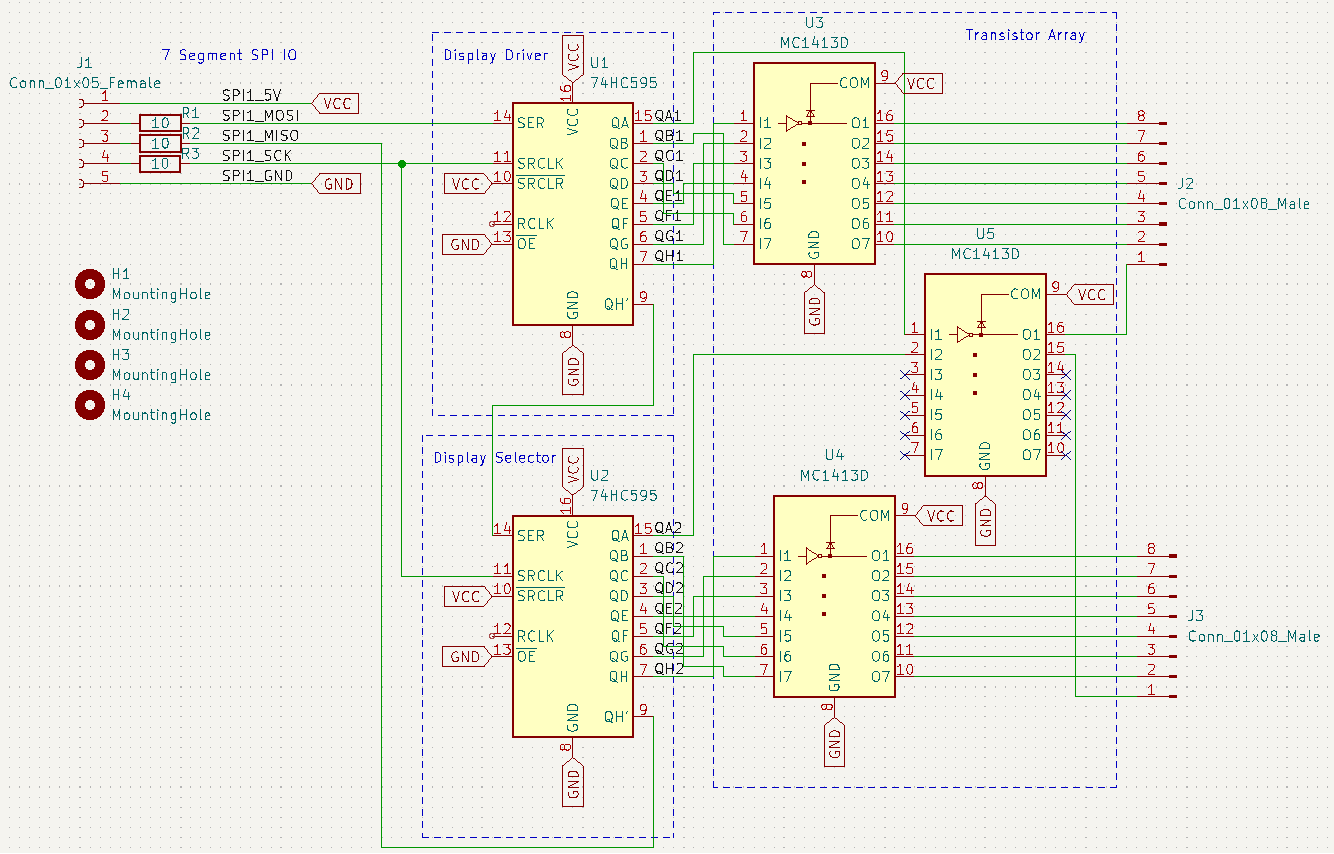 7 Segment SPI IO
J1
Conn_01x05_Female
1 SPI1_5V VCC
2 10 R1 SPI1_MOSI
3 10 R2 SPI1_MISO
4 10 R3 SPI1_5CK
5 SPI1_GND GND
H1
MountingHole
H2
MountingHole
H3
MountingHole
H4
MountingHole
Display Driver
VCC
U1
74HC595
16
VCC
14 SER QA 15 QA1
QB 1 QB1
11 SRCLK QC 2 QC1
VCC 10 SRCLR QD 3 QD1
QE 4 QE1
12 RCLK QF 5 QF1
GND 13 OE QG 6 QG1
QH 7 QH1
QH' 9
GND
8
GND
Display Selector
VCC
U2
74HC595
16
VCC
14 SER QA 15 QA2
QB 1 QB2
11 SRCLK QC 2 QC2
VCC 10 SRCLR QD 3 QD2
QE 4 QE2
12 RCLK QF 5 QF2
GND 13 OE QG 6 QG2
QH 7 QH2
QH' 9
GND
8
GND
Transistor Array
U3
MC1413D
COM 9 VCC
1 I1 O1 16
2 I2 O2 15
3 I3 O3 14
4 I4 O4 13
5 I5 O5 12
6 I6 O6 11
7 I7 O7 10
GND
8
GND
8
7
6
5
4
3
2
1
J2
Conn_01x08_Male
U5
MC1413D
COM 9 VCC
1 I1 O1 16
2 I2 O2 15
3 I3 O3 14
4 I4 O4 13
5 I5 O5 12
6 I6 O6 11
7 I7 O7 10
GND
8
GND
U4
MC1413D
COM 9 VCC
1 I1 O1 16
2 I2 O2 15
3 I3 O3 14
4 I4 O4 13
5 I5 O5 12
6 I6 O6 11
7 I7 O7 10
GND
8
GND
8
7
6
5
4
3
2
1
J3
Conn_01x08_Male